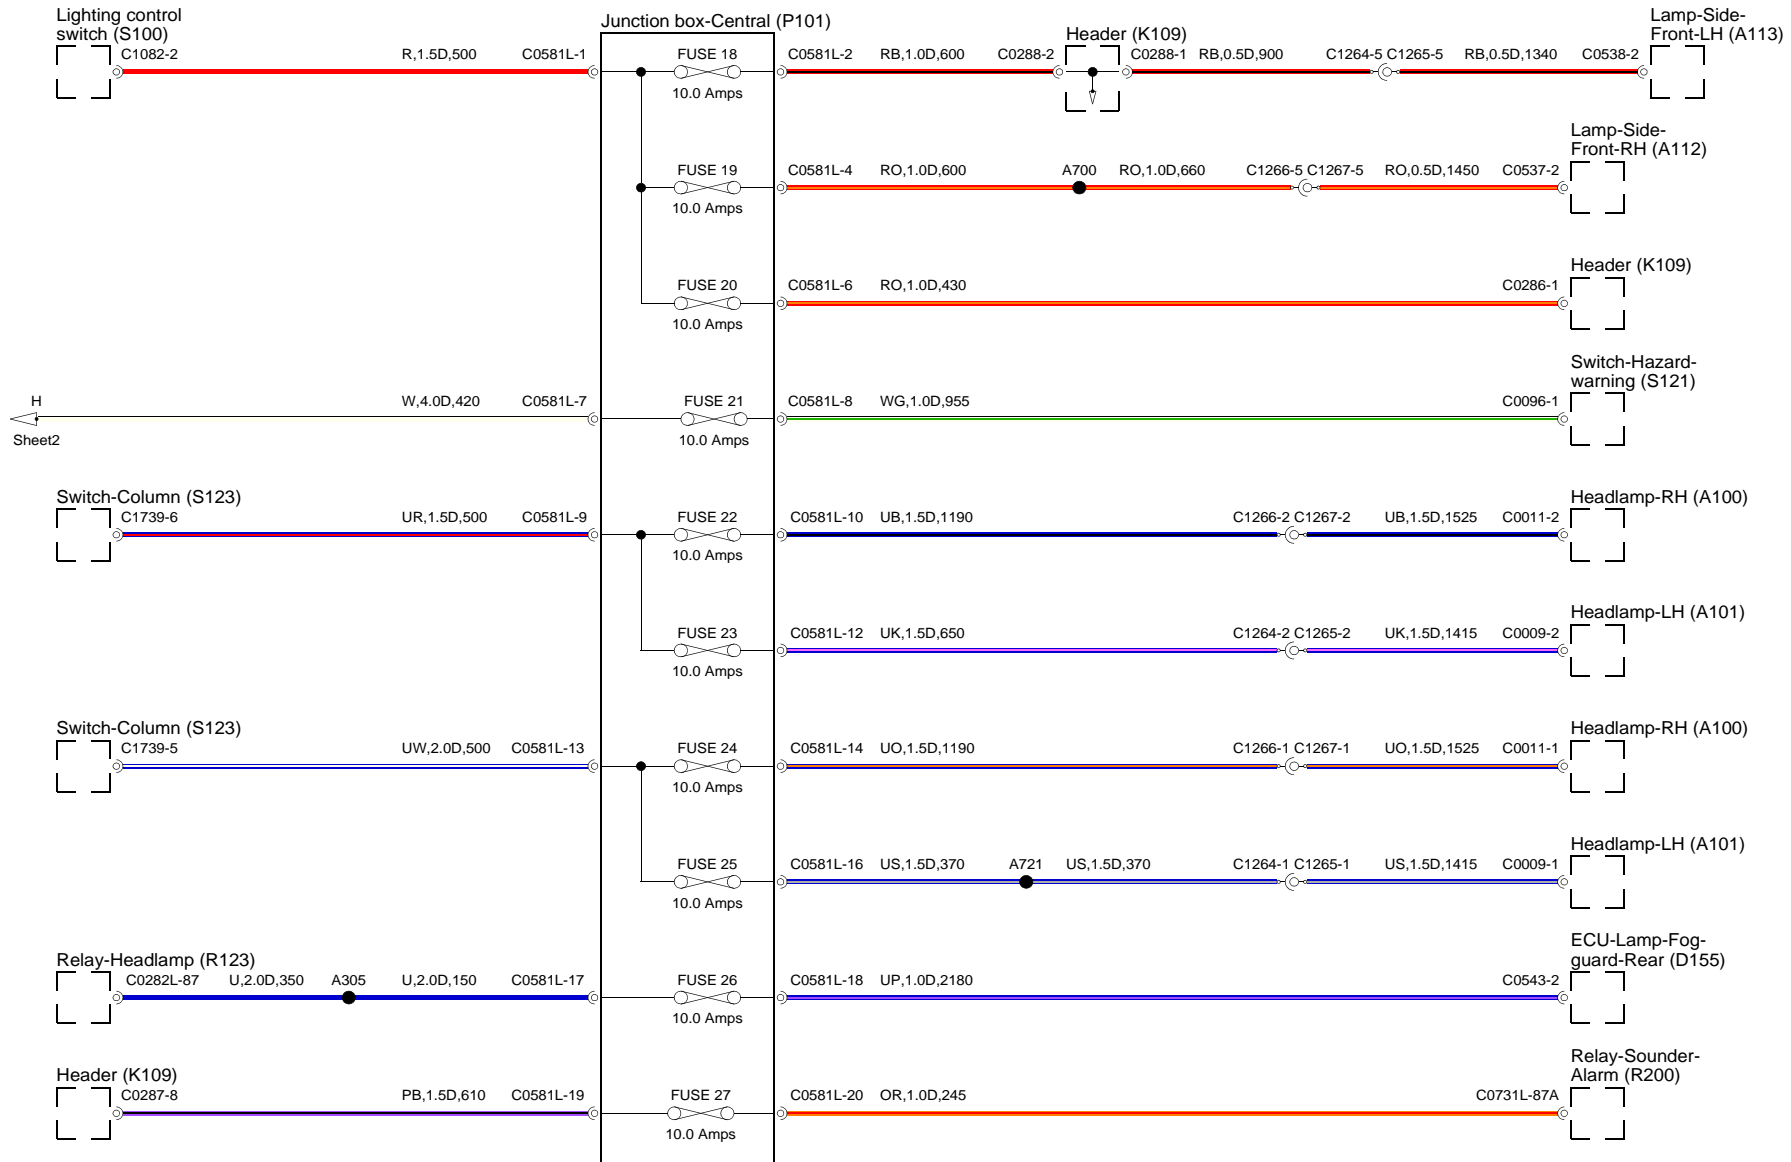 Lighting control
switch (S100)
Junction box-Central (P101)
Header (K109)
Lamp-Side-
Front-LH (A113)
C1082-2 R,1.5D,500 C0581L-1 FUSE 18 C0581L-2 RB,1.0D,600 C0288-2 C0288-1 RB,0.5D,900 C1264-5 C1265-5 RB,0.5D,1340 C0538-2
10.0 Amps
Lamp-Side-
Front-RH (A112)
FUSE 19 C0581L-4 RO,1.0D,600 A700 RO,1.0D,660 C1266-5 C1267-5 RO,0.5D,1450 C0537-2
10.0 Amps
Header (K109)
FUSE 20 C0581L-6 RO,1.0D,430 C0286-1
10.0 Amps
Switch-Hazard-
warning (S121)
H W,4.0D,420 C0581L-7 FUSE 21 C0581L-8 WG,1.0D,955 C0096-1
Sheet2 10.0 Amps
Switch-Column (S123) Headlamp-RH (A100)
C1739-6 UR,1.5D,500 C0581L-9 FUSE 22 C0581L-10 UB,1.5D,1190 C1266-2 C1267-2 UB,1.5D,1525 C0011-2
10.0 Amps
Headlamp-LH (A101)
FUSE 23 C0581L-12 UK,1.5D,650 C1264-2 C1265-2 UK,1.5D,1415 C0009-2
10.0 Amps
Switch-Column (S123) Headlamp-RH (A100)
C1739-5 UW,2.0D,500 C0581L-13 FUSE 24 C0581L-14 UO,1.5D,1190 C1266-1 C1267-1 UO,1.5D,1525 C0011-1
10.0 Amps
Headlamp-LH (A101)
FUSE 25 C0581L-16 US,1.5D,370 A721 US,1.5D,370 C1264-1 C1265-1 US,1.5D,1415 C0009-1
10.0 Amps
ECU-Lamp-Fog-
Relay-Headlamp (R123) guard-Rear (D155)
C0282L-87 U,2.0D,350 A305 U,2.0D,150 C0581L-17 FUSE 26 C0581L-18 UP,1.0D,2180 C0543-2
10.0 Amps
Relay-Sounder-
Header (K109) Alarm (R200)
C0287-8 PB,1.5D,610 C0581L-19 FUSE 27 C0581L-20 OR,1.0D,245 C0731L-87A
10.0 Amps